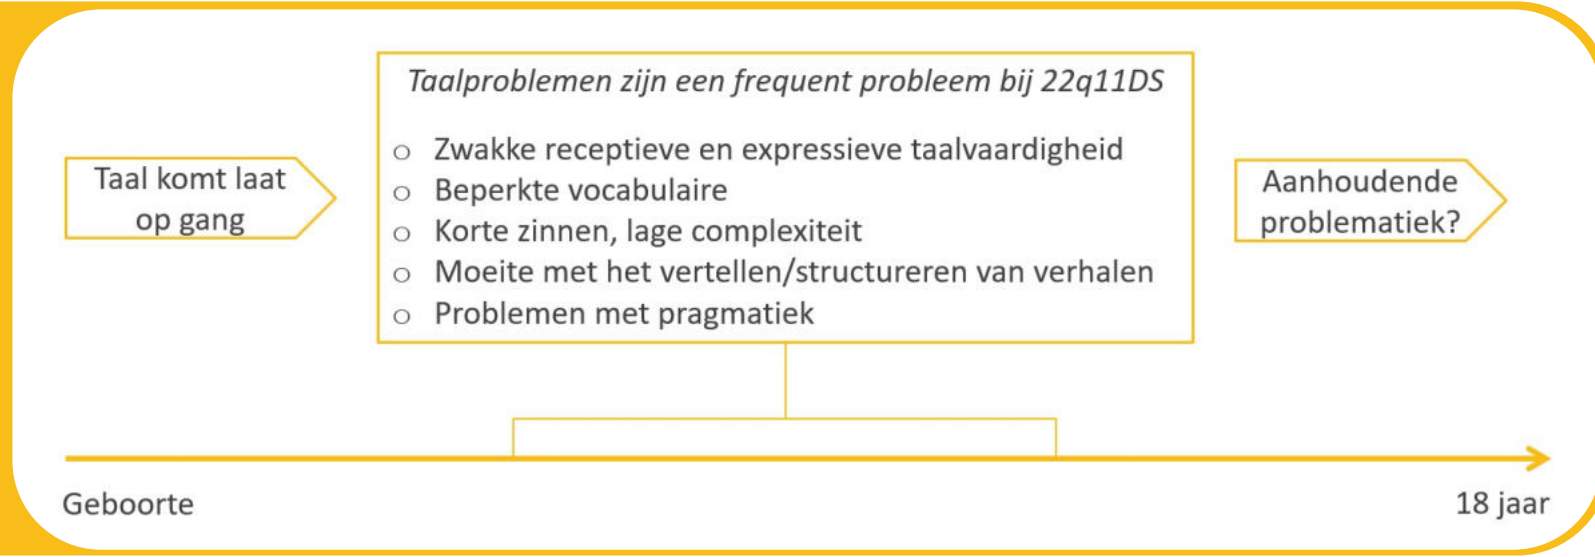 Taal komt laat
op gang
Taalproblemen zijn een frequent probleem bij 22q11DS
o Zwakke receptieve en expressieve taalvaardigheid
o Beperkte vocabulaire
o Korte zinnen, lage complexiteit
o Moeite met het vertellen/structureren van verhalen
o Problemen met pragmatiek
Aanhoudende
problematiek?
Geboorte
18 jaar